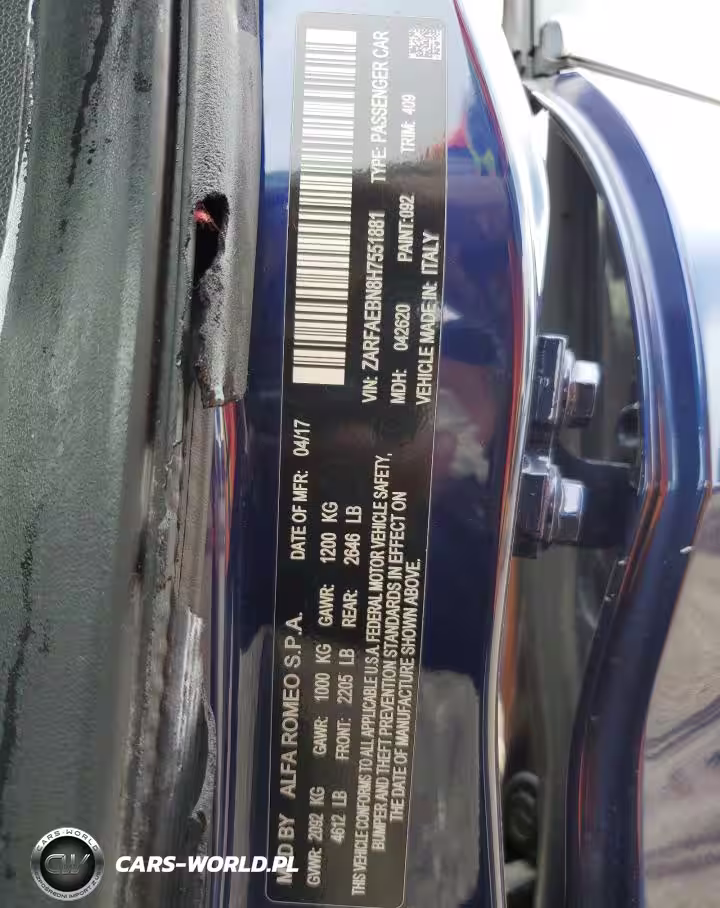 MFD BY ALFA ROMEO S.P.A. DATE OF MFR: 04/17
GVWR: 2092 KG GAWR: 1000 KG GAWR: 1200 KG
4612 LB FRONT: 2205 LB REAR: 2646 LB
THIS VEHICLE CONFORMS TO ALL APPLICABLE U.S.A. FEDERAL MOTOR VEHICLE SAFETY,
BUMPER AND THEFT PREVENTION STANDARDS IN EFFECT ON
THE DATE OF MANUFACTURE SHOWN ABOVE.
VIN: ZARFAEBN8H7551881 TYPE: PASSENGER CAR
MDH: 042620 PAINT:092 TRIM: 409
VEHICLE MADE IN: ITALY
CARS-WORLD
CW
CARS-WORLD.PL